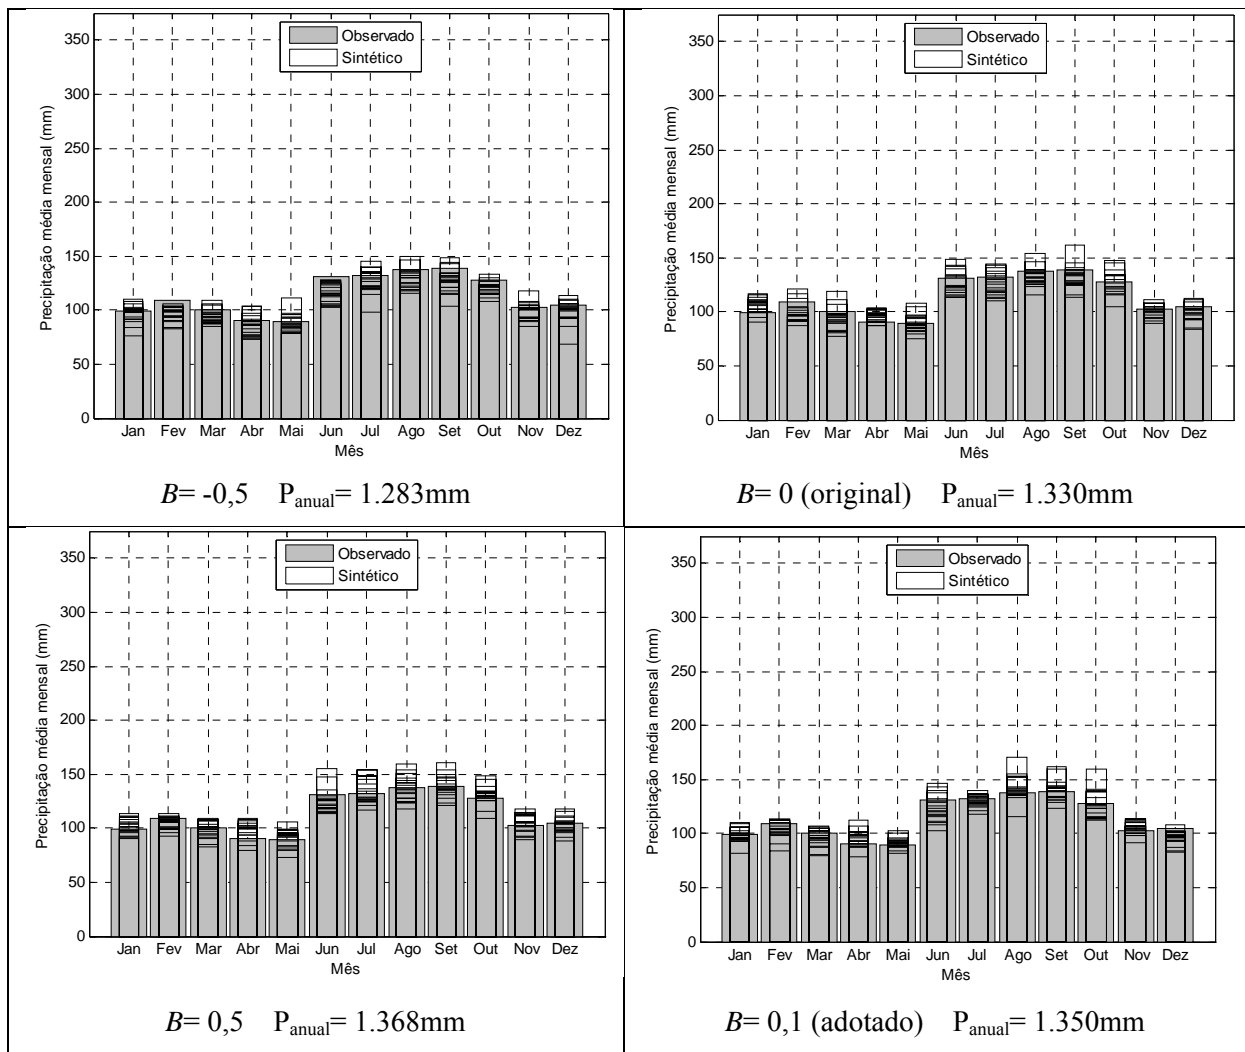 350
300
250
200
150
100
50
0
Precipitação média mensal (mm)
Observado
Sintético
Jan Fev Mar Abr Mai Jun Jul Ago Set Out Nov Dez
Mês
B= -0,5 Panual= 1.283mm
350
300
250
200
150
100
50
0
Precipitação média mensal (mm)
Observado
Sintético
Jan Fev Mar Abr Mai Jun Jul Ago Set Out Nov Dez
Mês
B= 0 (original) Panual= 1.330mm
350
300
250
200
150
100
50
0
Precipitação média mensal (mm)
Observado
Sintético
Jan Fev Mar Abr Mai Jun Jul Ago Set Out Nov Dez
Mês
B= 0,5 Panual= 1.368mm
350
300
250
200
150
100
50
0
Precipitação média mensal (mm)
Observado
Sintético
Jan Fev Mar Abr Mai Jun Jul Ago Set Out Nov Dez
Mês
B= 0,1 (adotado) Panual= 1.350mm